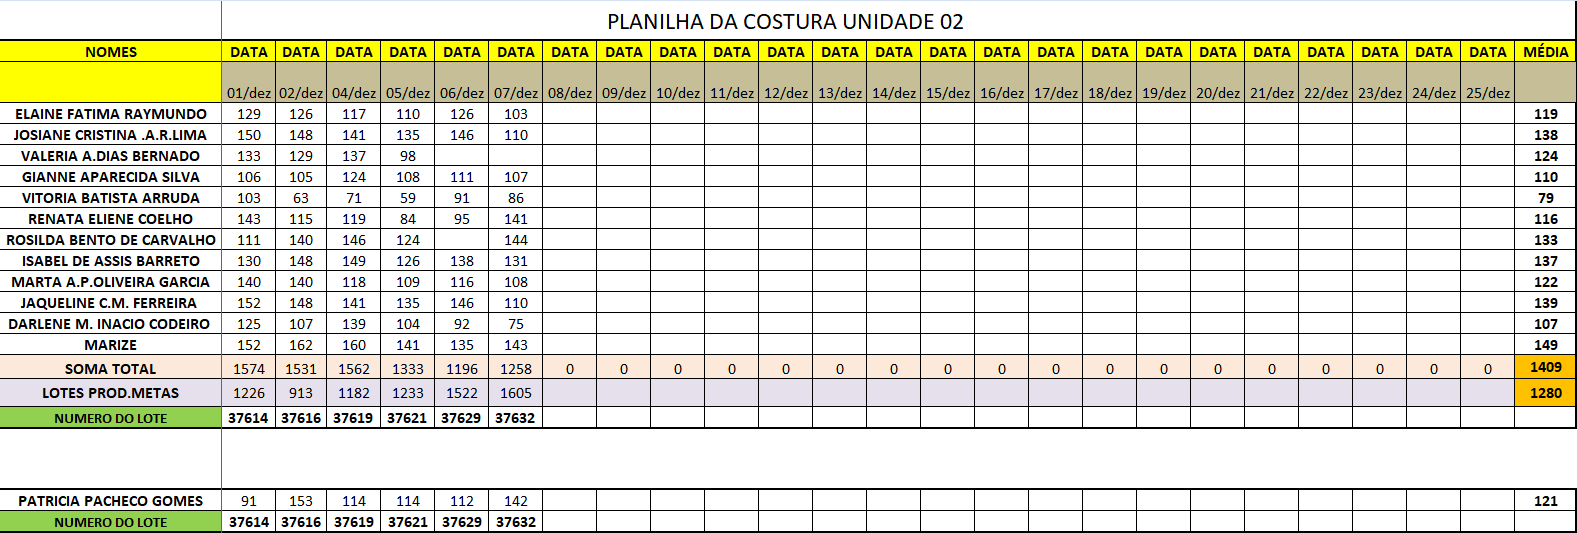 PLANILHA DA COSTURA UNIDADE 02
NOMES DATA DATA DATA DATA DATA DATA DATA DATA DATA DATA DATA DATA DATA DATA DATA DATA DATA DATA DATA DATA DATA DATA DATA DATA MÉDIA
01/dez 02/dez 04/dez 05/dez 06/dez 07/dez 08/dez 09/dez 10/dez 11/dez 12/dez 13/dez 14/dez 15/dez 16/dez 17/dez 18/dez 19/dez 20/dez 21/dez 22/dez 23/dez 24/dez 25/dez
ELAINE FATIMA RAYMUNDO 129 126 117 110 126 103 119
JOSIANE CRISTINA .A.R.LIMA 150 148 141 135 146 110 138
VALERIA A.DIAS BERNADO 133 129 137 98 124
GIANNE APARECIDA SILVA 106 105 124 108 111 107 110
VITORIA BATISTA ARRUDA 103 63 71 59 91 86 79
RENATA ELIENE COELHO 143 115 119 84 95 141 116
ROSILDA BENTO DE CARVALHO 111 140 146 124 144 133
ISABEL DE ASSIS BARRETO 130 148 149 126 138 131 137
MARTA A.P.OLIVEIRA GARCIA 140 140 118 109 116 108 122
JAQUELINE C.M. FERREIRA 152 148 141 135 146 110 139
DARLENE M. INACIO CODEIRO 125 107 139 104 92 75 107
MARIZE 152 162 160 141 135 143 149
SOMA TOTAL 1574 1531 1562 1333 1196 1258 0 0 0 0 0 0 0 0 0 0 0 0 0 0 0 0 0 0 1409
LOTES PROD.METAS 1226 913 1182 1233 1522 1605 1280
NUMERO DO LOTE 37614 37616 37619 37621 37629 37632
PATRICIA PACHECO GOMES 91 153 114 114 112 142 121
NUMERO DO LOTE 37614 37616 37619 37621 37629 37632